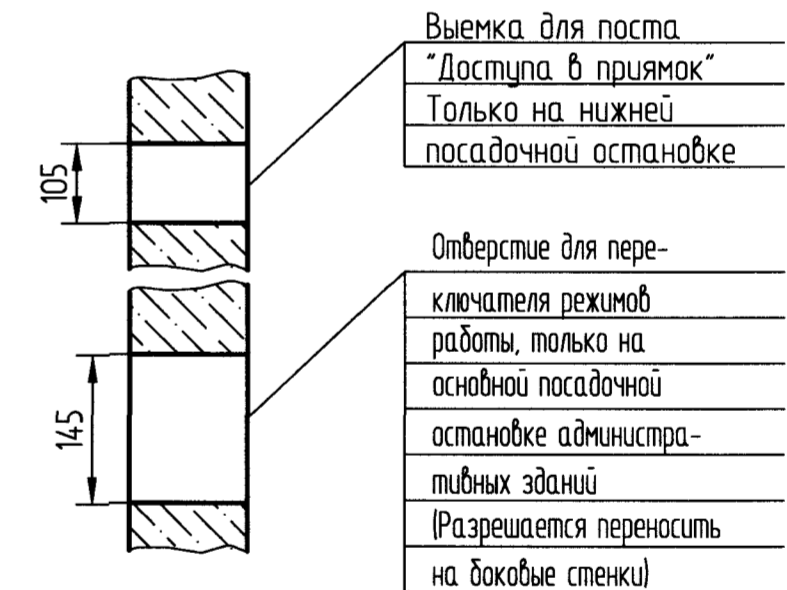 Выемка для поста
"Доступа в приямок"
Только на нижней
посадочной остановке
105
Отверстие для пере-
ключателя режимов
работы, только на
основной посадочной
остановке администра-
тивных зданий
(Разрешается переносить
на боковые стенки)
145